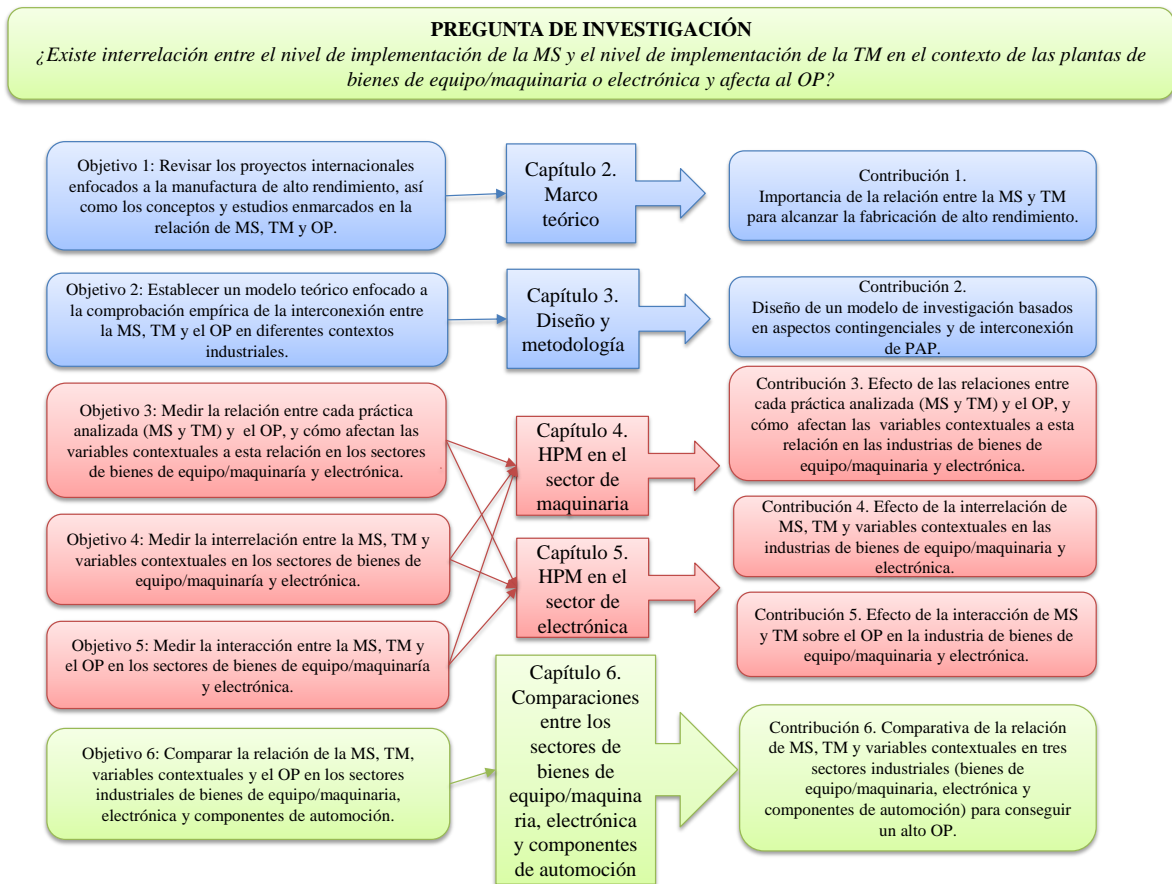 PREGUNTA DE INVESTIGACIÓN
¿Existe interrelación entre el nivel de implementación de la MS y el nivel de implementación de la TM en el contexto de las plantas de
bienes de equipo/maquinaria o electrónica y afecta al OP?
Objetivo 1: Revisar los proyectos internacionales
enfocados a la manufactura de alto rendimiento, así
como los conceptos y estudios enmarcados en la
relación de MS, TM y OP.
Capítulo 2.
Marco
teórico
Contribución 1.
Importancia de la relación entre la MS y TM
para alcanzar la fabricación de alto rendimiento.
Objetivo 2: Establecer un modelo teórico enfocado a
la comprobación empírica de la interconexión entre
la MS, TM y el OP en diferentes contextos
industriales.
Capítulo 3.
Diseño y
metodología
Contribución 2.
Diseño de un modelo de investigación basados
en aspectos contingenciales y de interconexión
de PAP.
Objetivo 3: Medir la relación entre cada práctica
analizada (MS y TM) y el OP, y cómo afectan las
variables contextuales a esta relación en los sectores
de bienes de equipo/maquinaría y electrónica.
Objetivo 4: Medir la interrelación entre la MS, TM y
variables contextuales en los sectores de bienes de
equipo/maquinaría y electrónica.
Objetivo 5: Medir la interacción entre la MS, TM y
el OP en los sectores de bienes de equipo/maquinaría
y electrónica.
Capítulo 4.
HPM en el
sector de
maquinaria
Capítulo 5.
HPM en el
sector de
electrónica
Contribución 3. Efecto de las relaciones entre
cada práctica analizada (MS y TM) y el OP, y
cómo afectan las variables contextuales a esta
relación en las industrias de bienes de
equipo/maquinaria y electrónica.
Contribución 4. Efecto de la interrelación de
MS, TM y variables contextuales en las
industrias de bienes de equipo/maquinaria y
electrónica.
Contribución 5. Efecto de la interacción de MS
y TM sobre el OP en la industria de bienes de
equipo/maquinaria y electrónica.
Objetivo 6: Comparar la relación de la MS, TM,
variables contextuales y el OP en los sectores
industriales de bienes de equipo/maquinaria,
electrónica y componentes de automoción.
Capítulo 6.
Comparaciones
entre los
sectores de
bienes de
equipo/maquina
ria, electrónica
y componentes
de automoción
Contribución 6. Comparativa de la relación
de MS, TM y variables contextuales en tres
sectores industriales (bienes de
equipo/maquinaria, electrónica y
componentes de automoción) para conseguir
un alto OP.